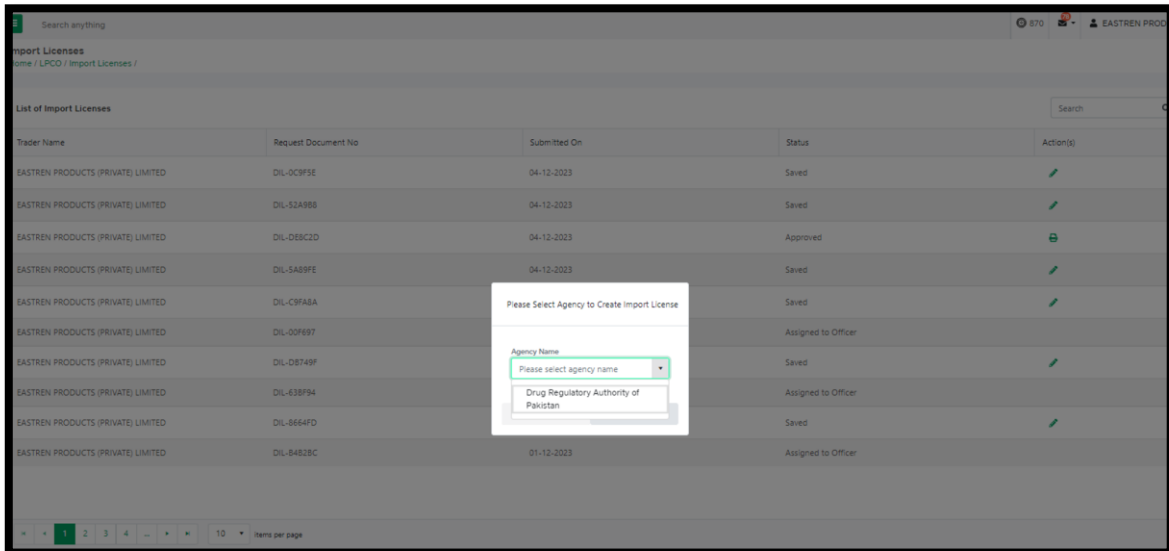 Search anything
870
EASTREN PROD
mport Licenses
ome / LPCO / Import Licenses /
List of Import Licenses
Search
Trader Name Request Document No Submitted On Status Action(s)
EASTREN PRODUCTS (PRIVATE) LIMITED DIL-0C9F5E 04-12-2023 Saved
EASTREN PRODUCTS (PRIVATE) LIMITED DIL-52A9B8 04-12-2023 Saved
EASTREN PRODUCTS (PRIVATE) LIMITED DIL-DE8C2D 04-12-2023 Approved
EASTREN PRODUCTS (PRIVATE) LIMITED DIL-5A89FE 04-12-2023 Saved
EASTREN PRODUCTS (PRIVATE) LIMITED DIL-C9FA8A Saved
EASTREN PRODUCTS (PRIVATE) LIMITED DIL-00F697 Assigned to Officer
EASTREN PRODUCTS (PRIVATE) LIMITED DIL-D8749F Saved
EASTREN PRODUCTS (PRIVATE) LIMITED DIL-638F94 Assigned to Officer
EASTREN PRODUCTS (PRIVATE) LIMITED DIL-8664FD Saved
EASTREN PRODUCTS (PRIVATE) LIMITED DIL-84B2BC 01-12-2023 Assigned to Officer
Please Select Agency to Create Import License
Agency Name
Please select agency name
Drug Regulatory Authority of
Pakistan
1 2 3 4 ... 10 items per page